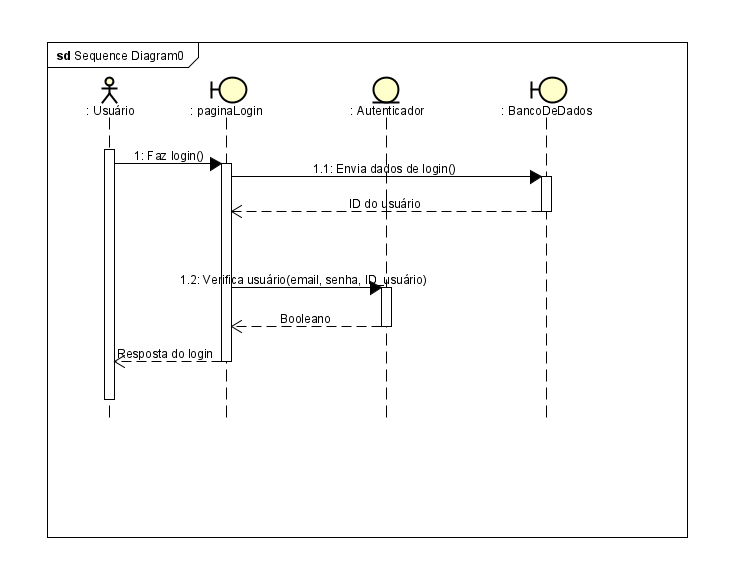 sd Sequence Diagram0
: Usuário
: paginaLogin
: Autenticador
: BancoDeDados
1: Faz login()
1.1: Envia dados de login()
ID do usuário
1.2: Verifica usuário(email, senha, ID_usuário)
Booleano
Resposta do login